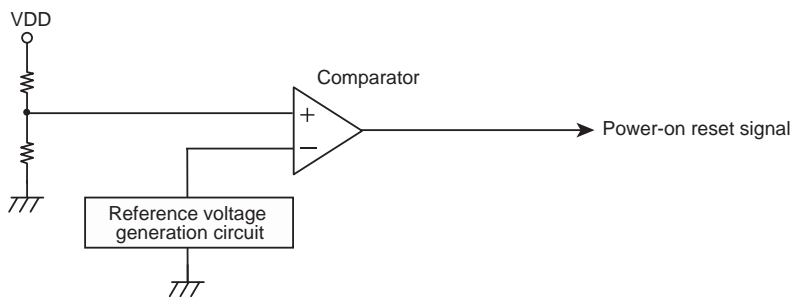 VDD
Comparator
+
−
Power-on reset signal
Reference voltage
generation circuit